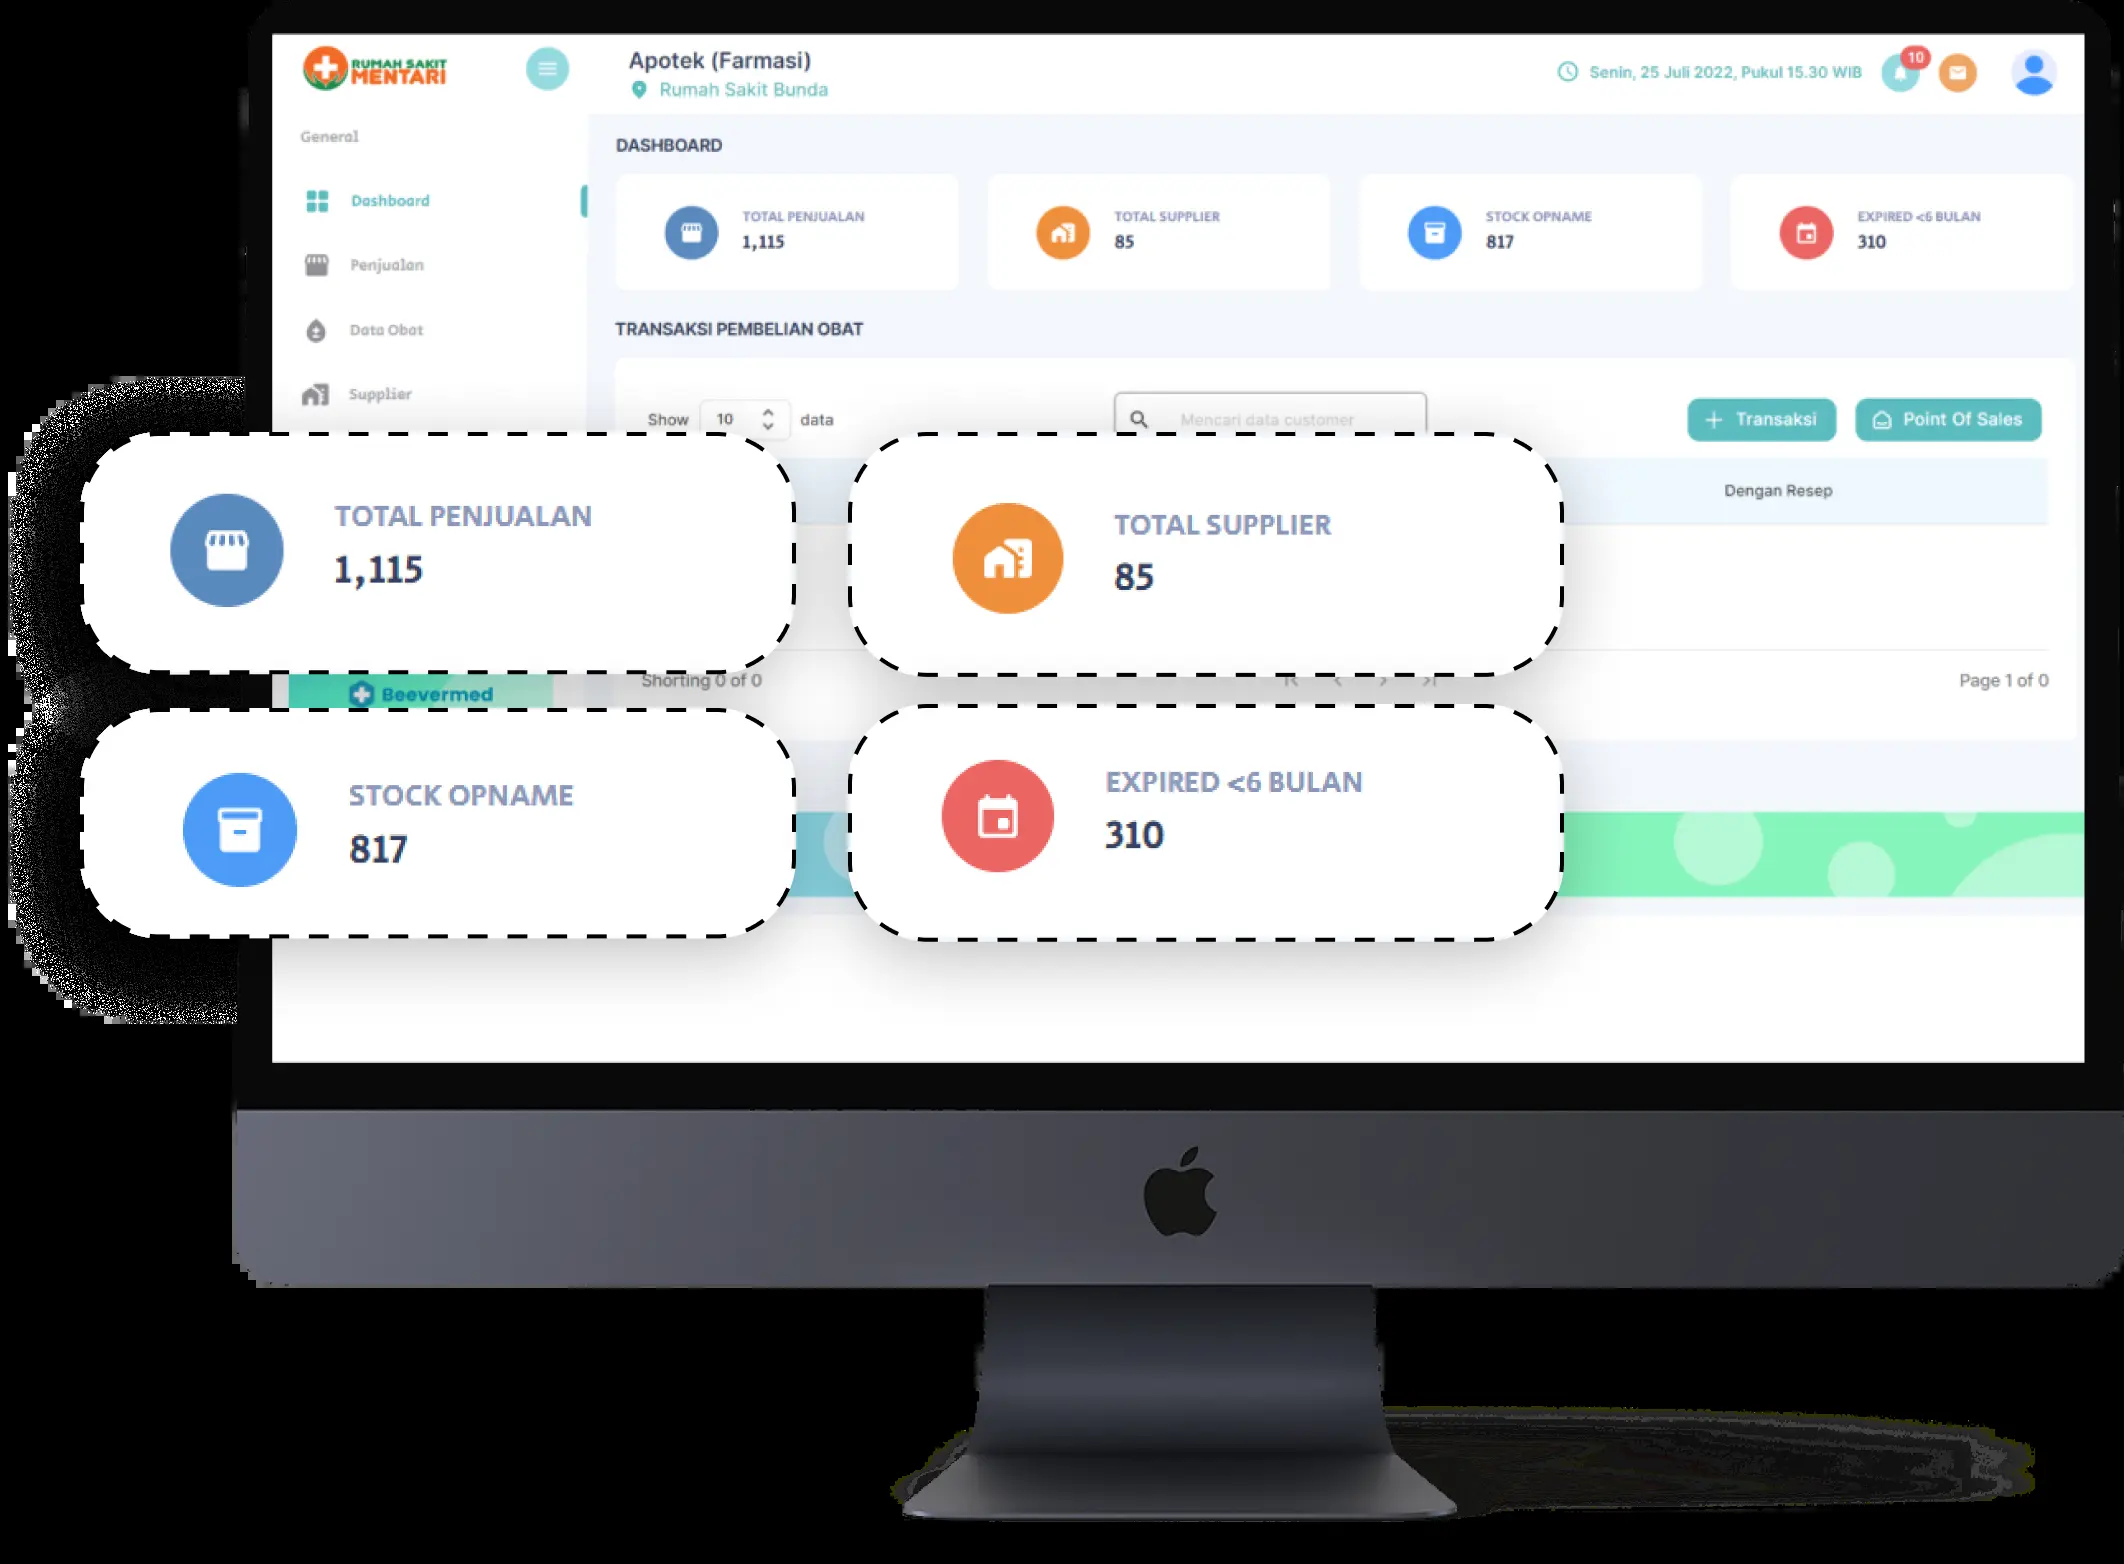 RUMAH SAKIT
MENTARI
Apotek (Farmasi)
Rumah Sakit Bunda
Senin, 25 Juli 2022, Pukul 15.30 WIB
10
General
Dashboard
Penjualan
Data Obat
Supplier
DASHBOARD
TOTAL PENJUALAN
1,115
TOTAL SUPPLIER
85
STOCK OPNAME
817
EXPIRED <6 BULAN
310
TRANSAKSI PEMBELIAN OBAT
Show 10 data
Mencari data customer
+ Transaksi
Point Of Sales
Dengan Resep
TOTAL PENJUALAN
1,115
TOTAL SUPPLIER
85
Beevermed
Shorting 0 of 0
Page 1 of 0
STOCK OPNAME
817
EXPIRED <6 BULAN
310